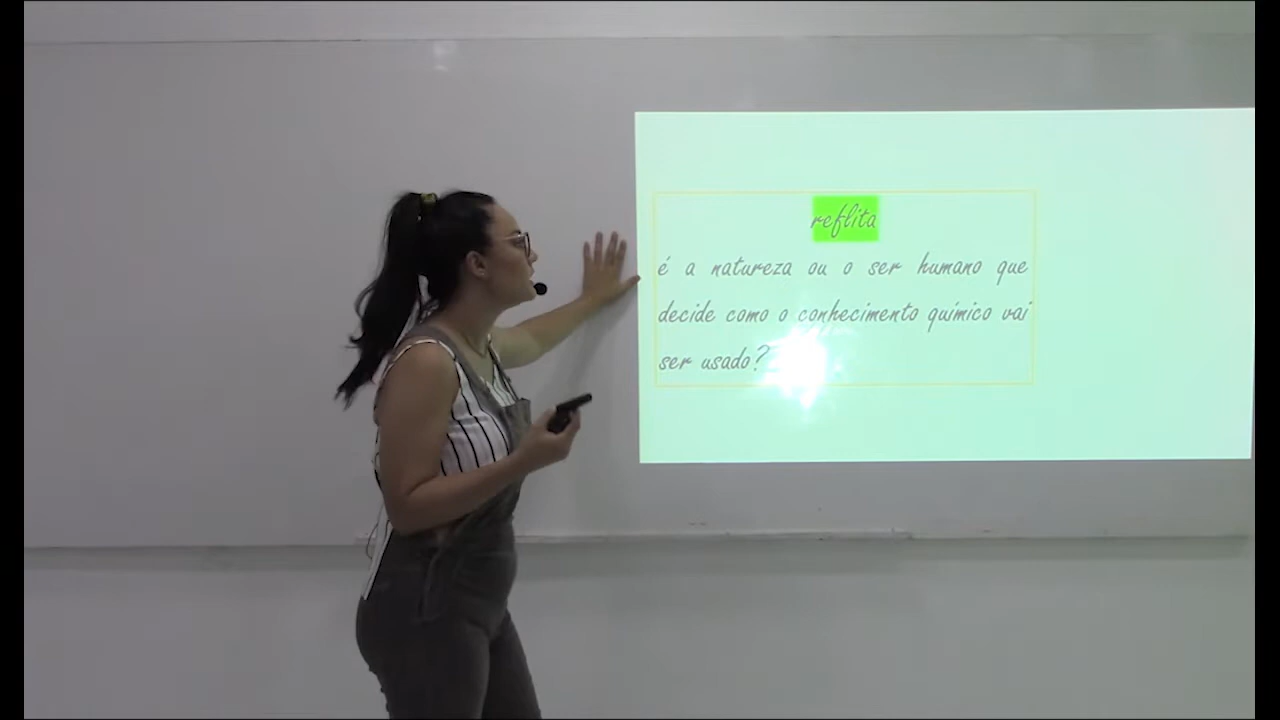 reflita
é a natureza ou o ser humano que
decide como o conhecimento químico vai
ser usado?